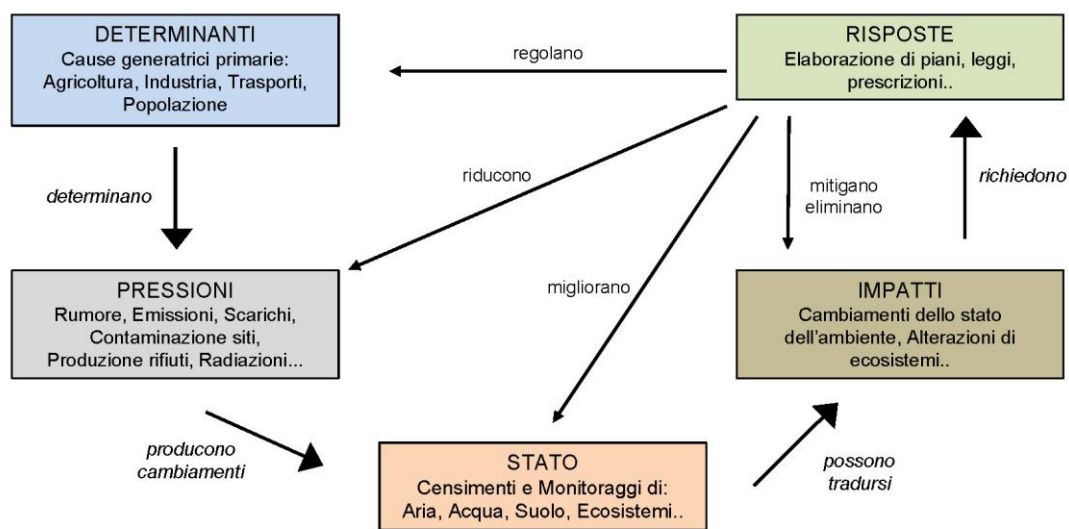 DETERMINANTI
Cause generatrici primarie:
Agricoltura, Industria, Trasporti,
Popolazione
regolano
RISPOSTE
Elaborazione di piani, leggi,
prescrizioni..
determinano
riducono
mitigano
eliminano
richiedono
PRESSIONI
Rumore, Emissioni, Scarichi,
Contaminazione siti,
Produzione rifiuti, Radiazioni...
migliorano
IMPATTI
Cambiamenti dello stato
dell'ambiente, Alterazioni di
ecosistemi..
producono
cambiamenti
STATO
Censimenti e Monitoraggi di:
Aria, Acqua, Suolo, Ecosistemi..
possono
tradursi